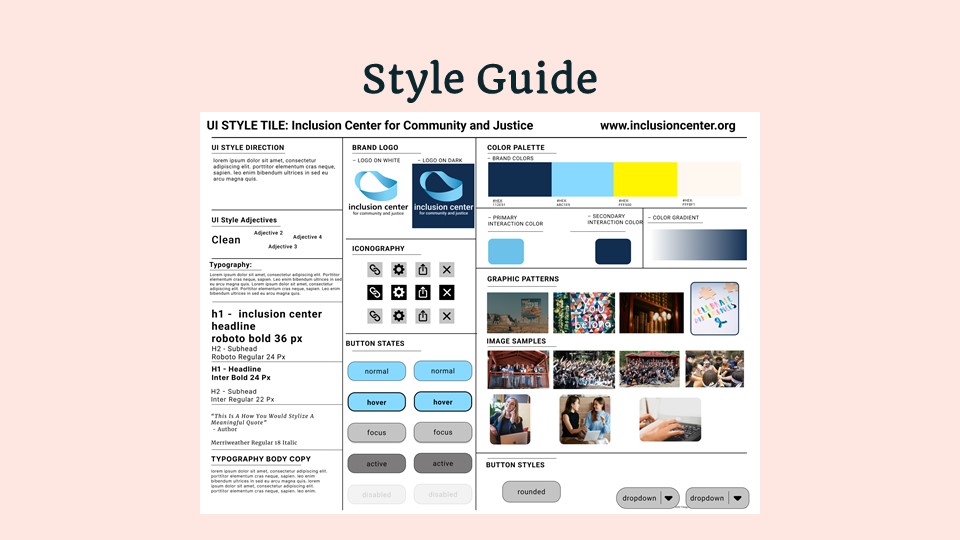 Style Guide
UI STYLE TILE: Inclusion Center for Community and Justice
www.inclusioncenter.org
UI STYLE DIRECTION
lorem ipsum dolor sit amet, consectetur
adipiscing elit. porttitor elementum cras neque,
sapien. leo enim bibendum ultrices in sed eu
arcu magna quis.
UI Style Adjectives
Clean
Adjective 2
Adjective 4
Adjective 3
Typography:
lorem ipsum dolor sit amet, consectetur adipiscing elit. porttitor
elementum cras neque, sapien. leo enim bibendum ultrices in sed eu
h1 - inclusion center
headline
roboto bold 36 px
H2 - Subhead
Roboto Regular 24 Px
H1 - Headline
Inter Bold 24 Px
H2 - Subhead
Inter Regular 22 Px
"This Is A How You Would Stylize A
Meaningful Quote"
- Author
Merriweather Regular 18 Italic
TYPOGRAPHY BODY COPY
lorem ipsum dolor sit amet, consectetur adipiscing elit.
porttitor elementum cras neque, sapien. leo enim
bibendum ultrices in sed eu arcu magna quis.
BRAND LOGO
– LOGO ON WHITE
– LOGO ON DARK
inclusion center
for community and justice
inclusion center
for community and justice
ICONOGRAPHY
BUTTON STATES
normal
normal
hover
hover
focus
focus
active
active
disabled
disabled
COLOR PALETTE
– BRAND COLORS
#HEX
#HEX
#HEX
#HEX
– PRIMARY
INTERACTION COLOR
– SECONDARY
INTERACTION COLOR
– COLOR GRADIENT
GRAPHIC PATTERNS
You
belong
IMAGE SAMPLES
BUTTON STYLES
rounded
dropdown
dropdown